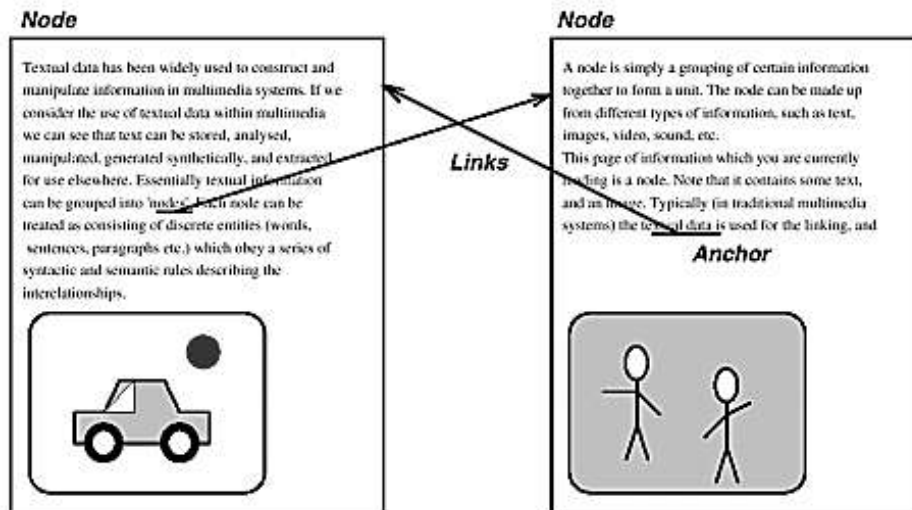 Node
Textual data has been widely used to construct and
manipulate information in multimedia systems. If we
consider the use of textual data within multimedia
we can see that text can be stored, analysed,
manipulated, generated synthetically, and extracted
for use elsewhere. Essentially textual information
can be grouped into 'nodes'. Each node can be
treated as consisting of discrete entities (words,
sentences, paragraphs etc.) which obey a series of
syntactic and semantic rules describing the
interelationships.
Links
Node
A node is simply a grouping of certain information
together to form a unit. The node can be made up
from different types of information, such as text,
images, video, sound, etc.
This page of information which you are currently
reading is a node. Note that it contains some text,
and an image. Typically (in traditional multimedia
systems) the textual data is used for the linking, and
Anchor